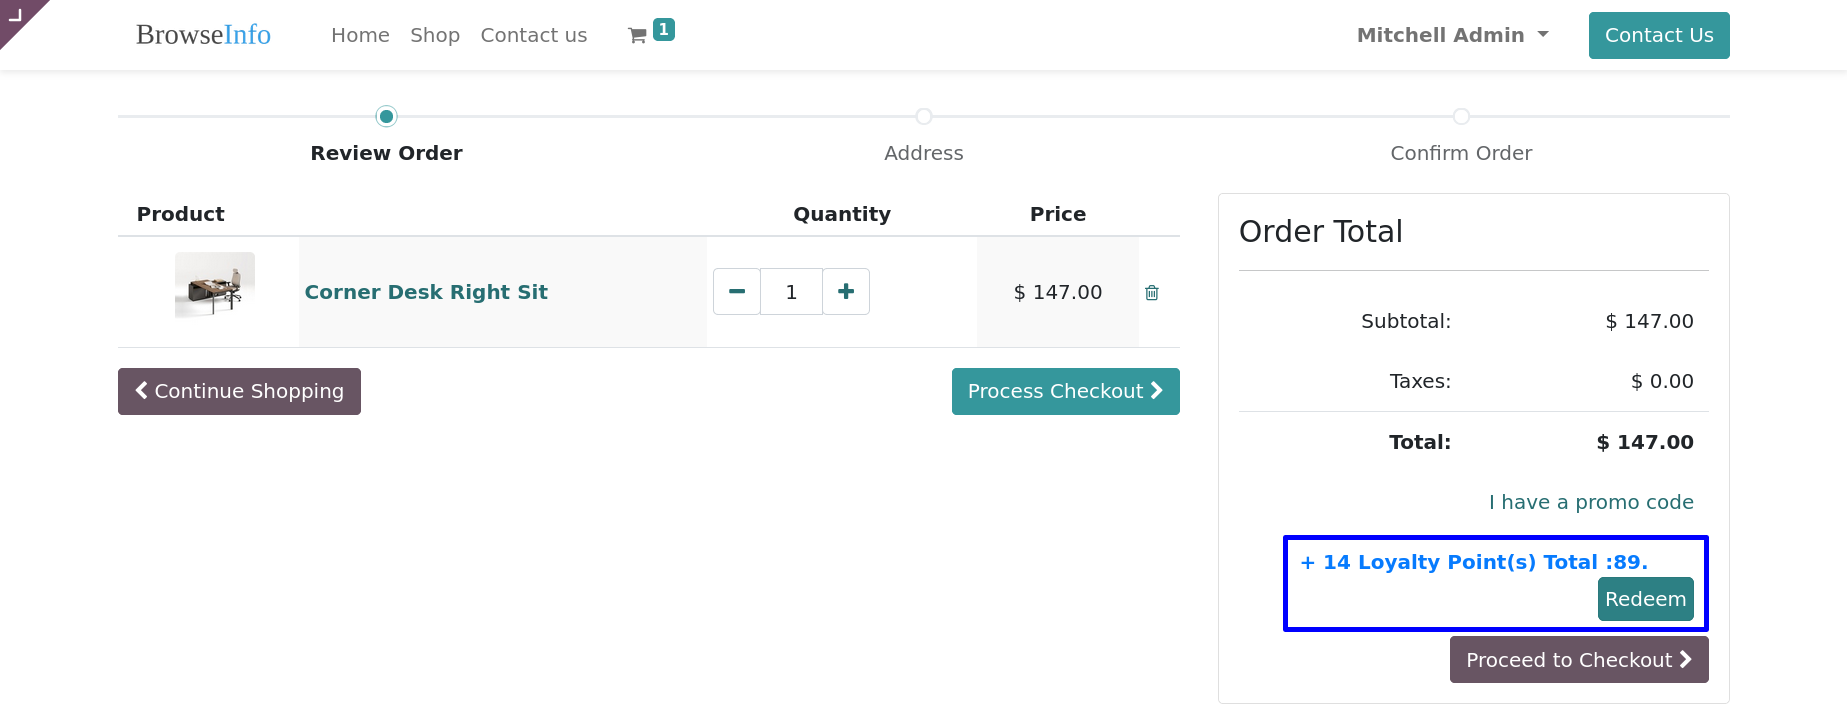 BrowseInfo Home Shop Contact us 1 Mitchell Admin Contact Us
Review Order Address Confirm Order
Product Quantity Price
Corner Desk Right Sit 1 $ 147.00
Continue Shopping Process Checkout
Order Total
Subtotal: $ 147.00
Taxes: $ 0.00
Total: $ 147.00
I have a promo code
+ 14 Loyalty Point(s) Total :89.
Redeem
Proceed to Checkout